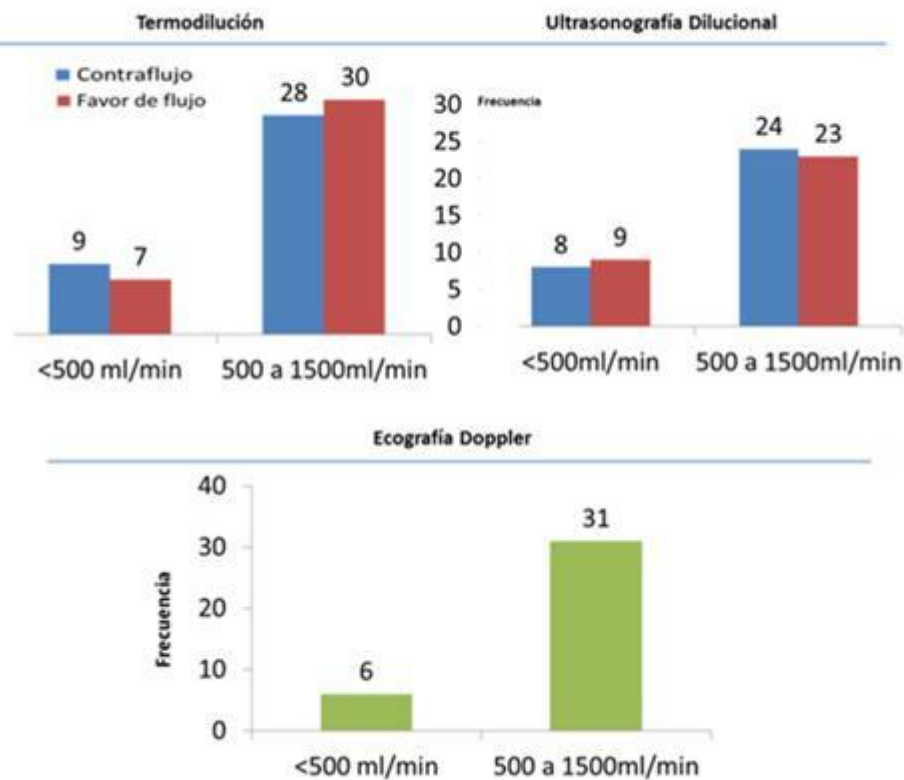 Termodilución
Contraflujo
Favor de flujo
9
7
28
30
<500 ml/min
500 a 1500ml/min
Ultrasonografía Dilucional
Frecuencia
30
25
20
15
10
5
0
8
9
24
23
<500ml/min
500 a 1500ml/min
Ecografía Doppler
Frecuencia
40
30
20
10
0
6
31
<500 ml/min
500 a 1500ml/min